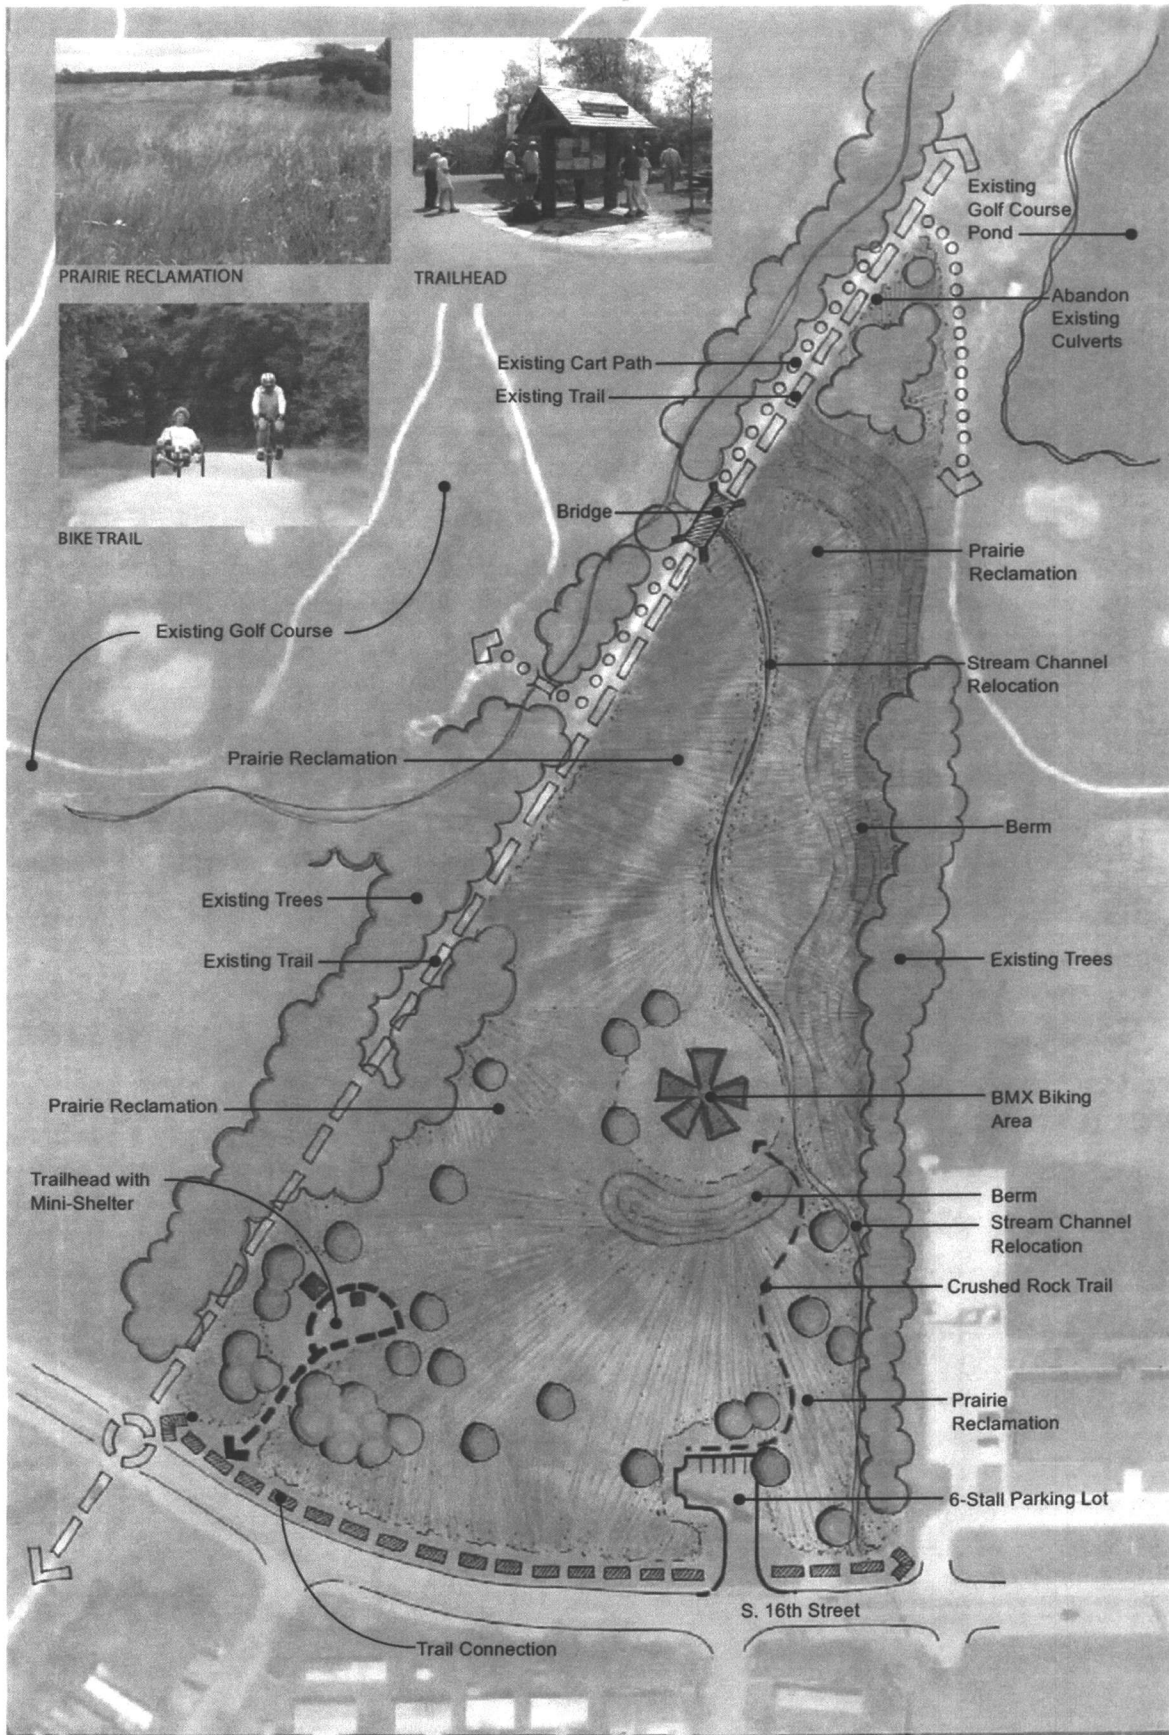 PRAIRIE RECLAMATION
TRAILHEAD
BIKE TRAIL
Existing
Golf Course
Pond
Abandon
Existing
Culverts
Existing Cart Path
Existing Trail
Bridge
Prairie
Reclamation
Existing Golf Course
Stream Channel
Relocation
Prairie Reclamation
Berm
Existing Trees
Existing Trail
Existing Trees
Prairie Reclamation
BMX Biking
Area
Trailhead with
Mini-Shelter
Berm
Stream Channel
Relocation
Crushed Rock Trail
Prairie
Reclamation
6-Stall Parking Lot
S. 16th Street
Trail Connection